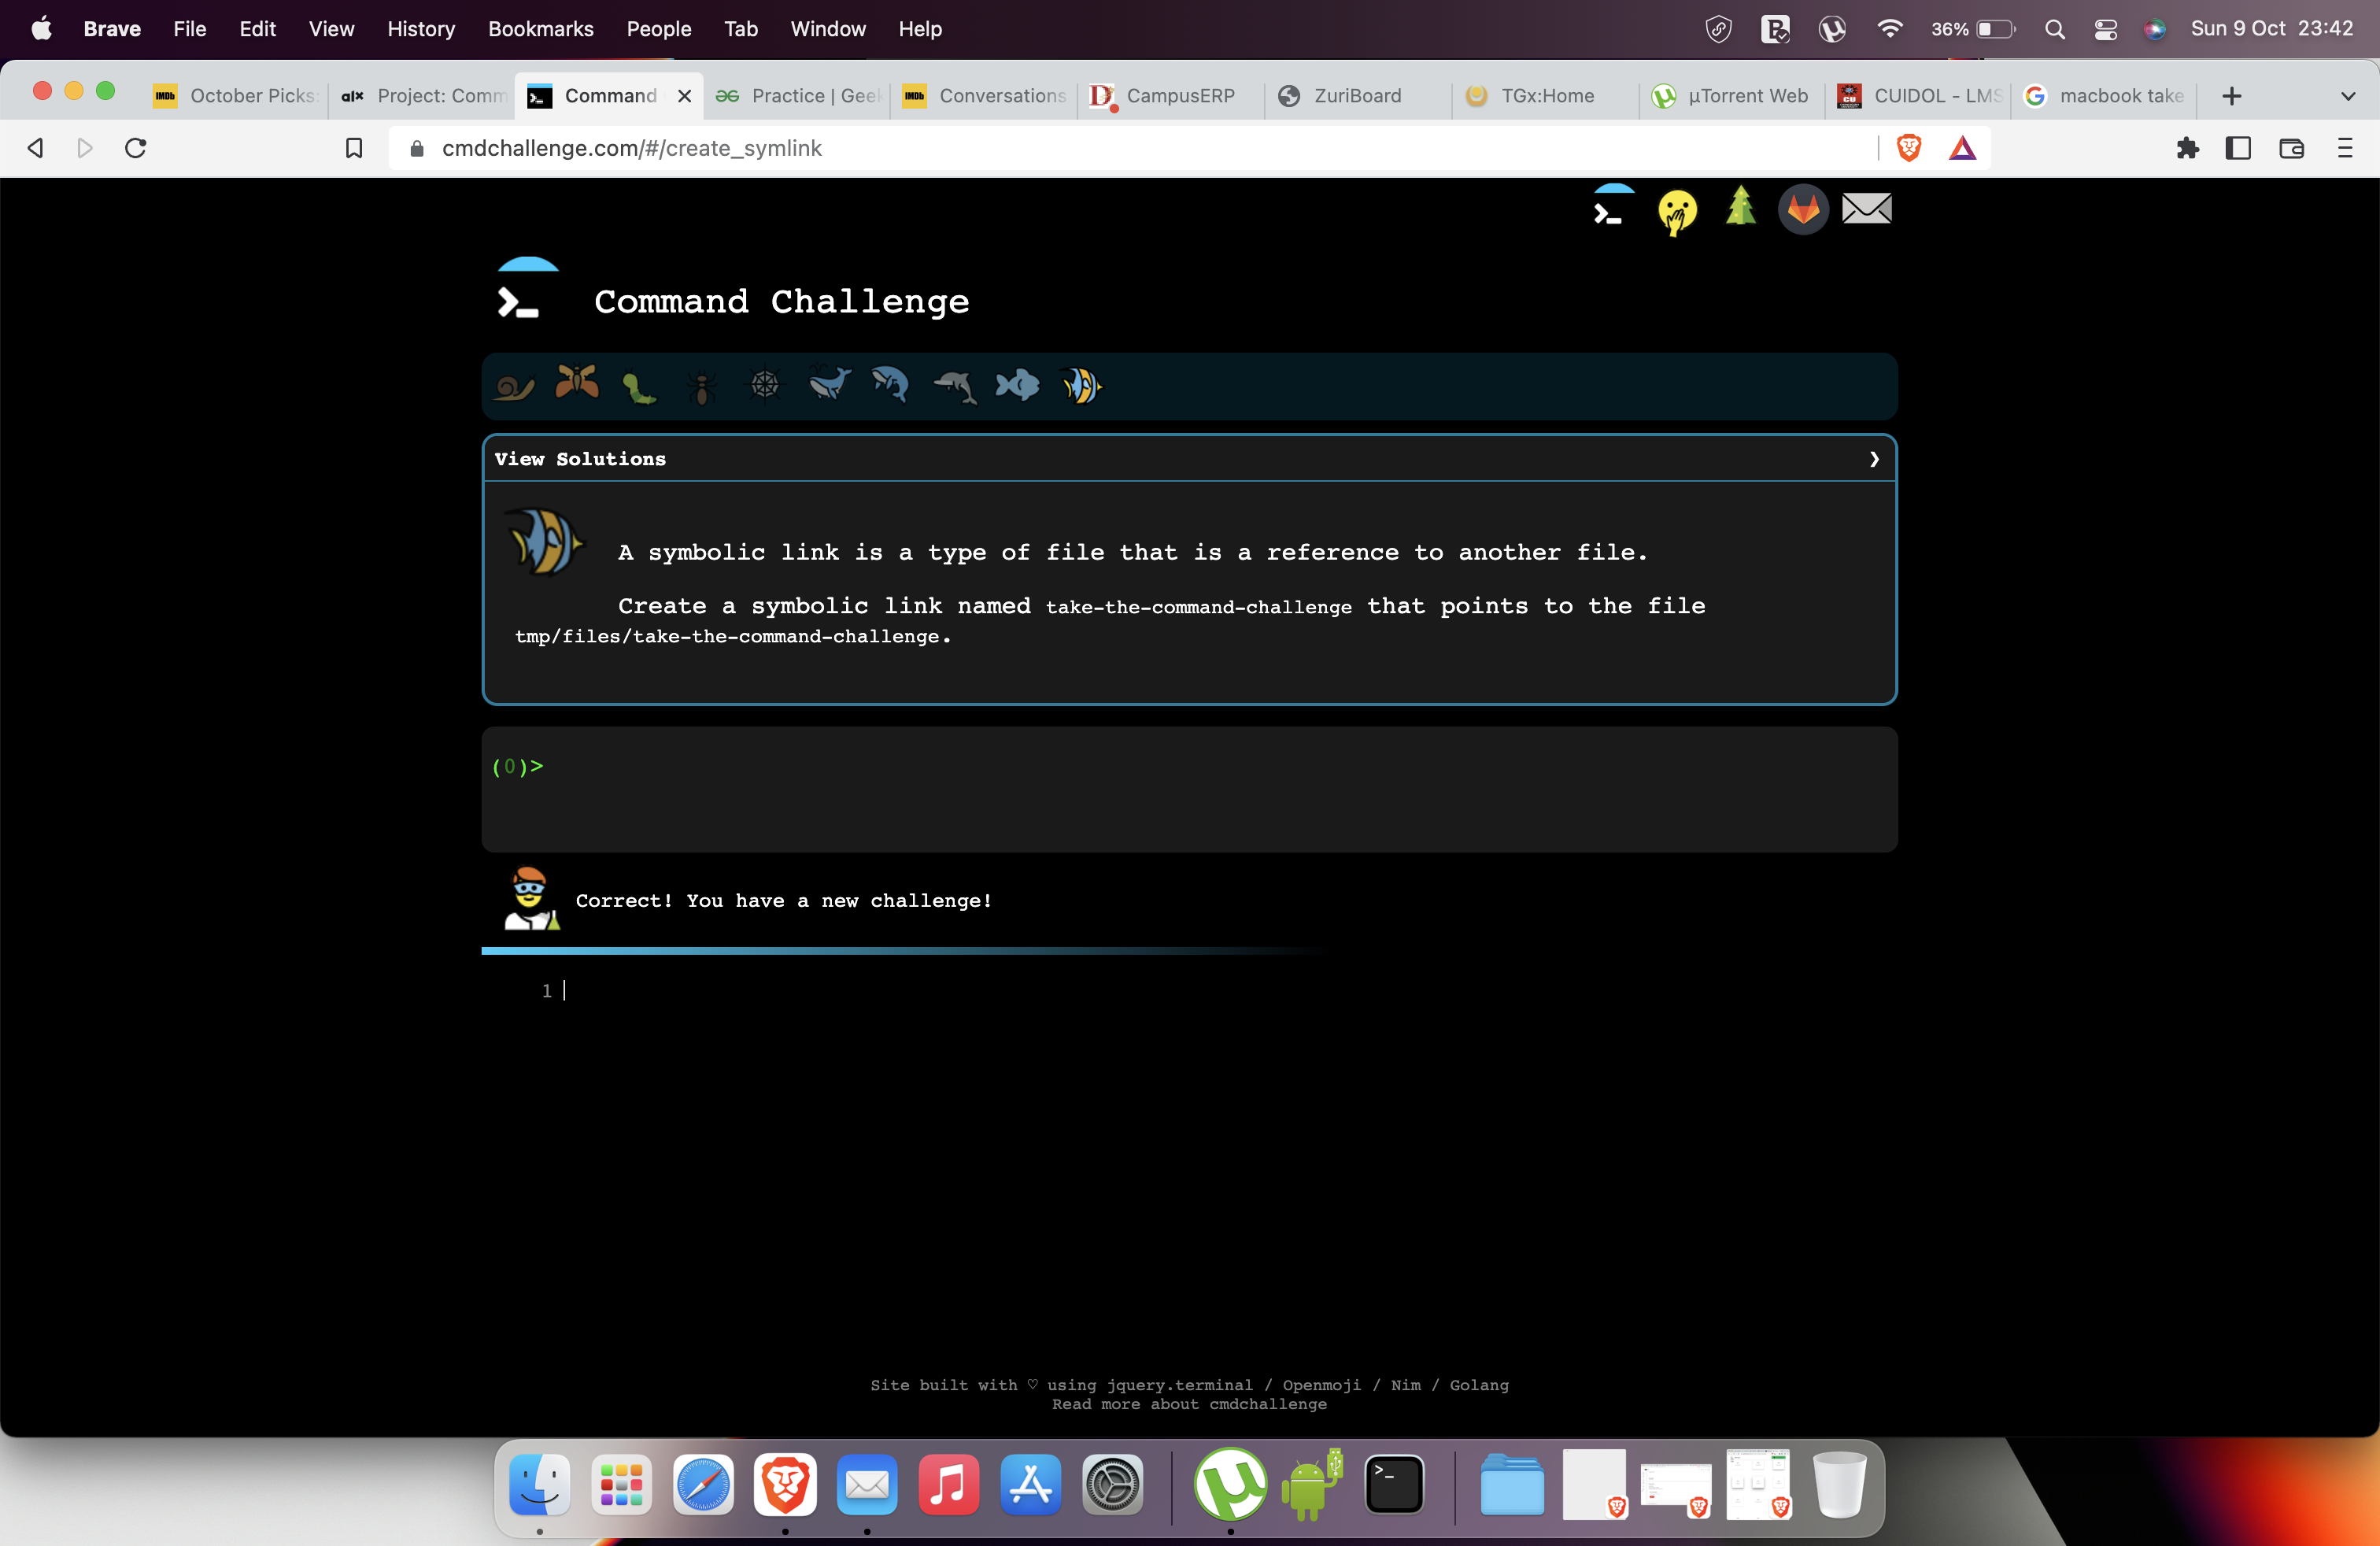 Brave File Edit View History Bookmarks People Tab Window Help 36% Sun 9 Oct 23:42
IMDb October Picks: alx Project: Comm Command Practice | Geek IMDb Conversations CampusERP ZuriBoard TGx:Home µTorrent Web CUIDOL - LMS macbook take
cmdchallenge.com/#/create_symlink
Command Challenge
View Solutions
A symbolic link is a type of file that is a reference to another file.
Create a symbolic link named take-the-command-challenge that points to the file
tmp/files/take-the-command-challenge.
(0)>
Correct! You have a new challenge!
1
Site built with ♡ using jquery.terminal / Openmoji / Nim / Golang
Read more about cmdchallenge